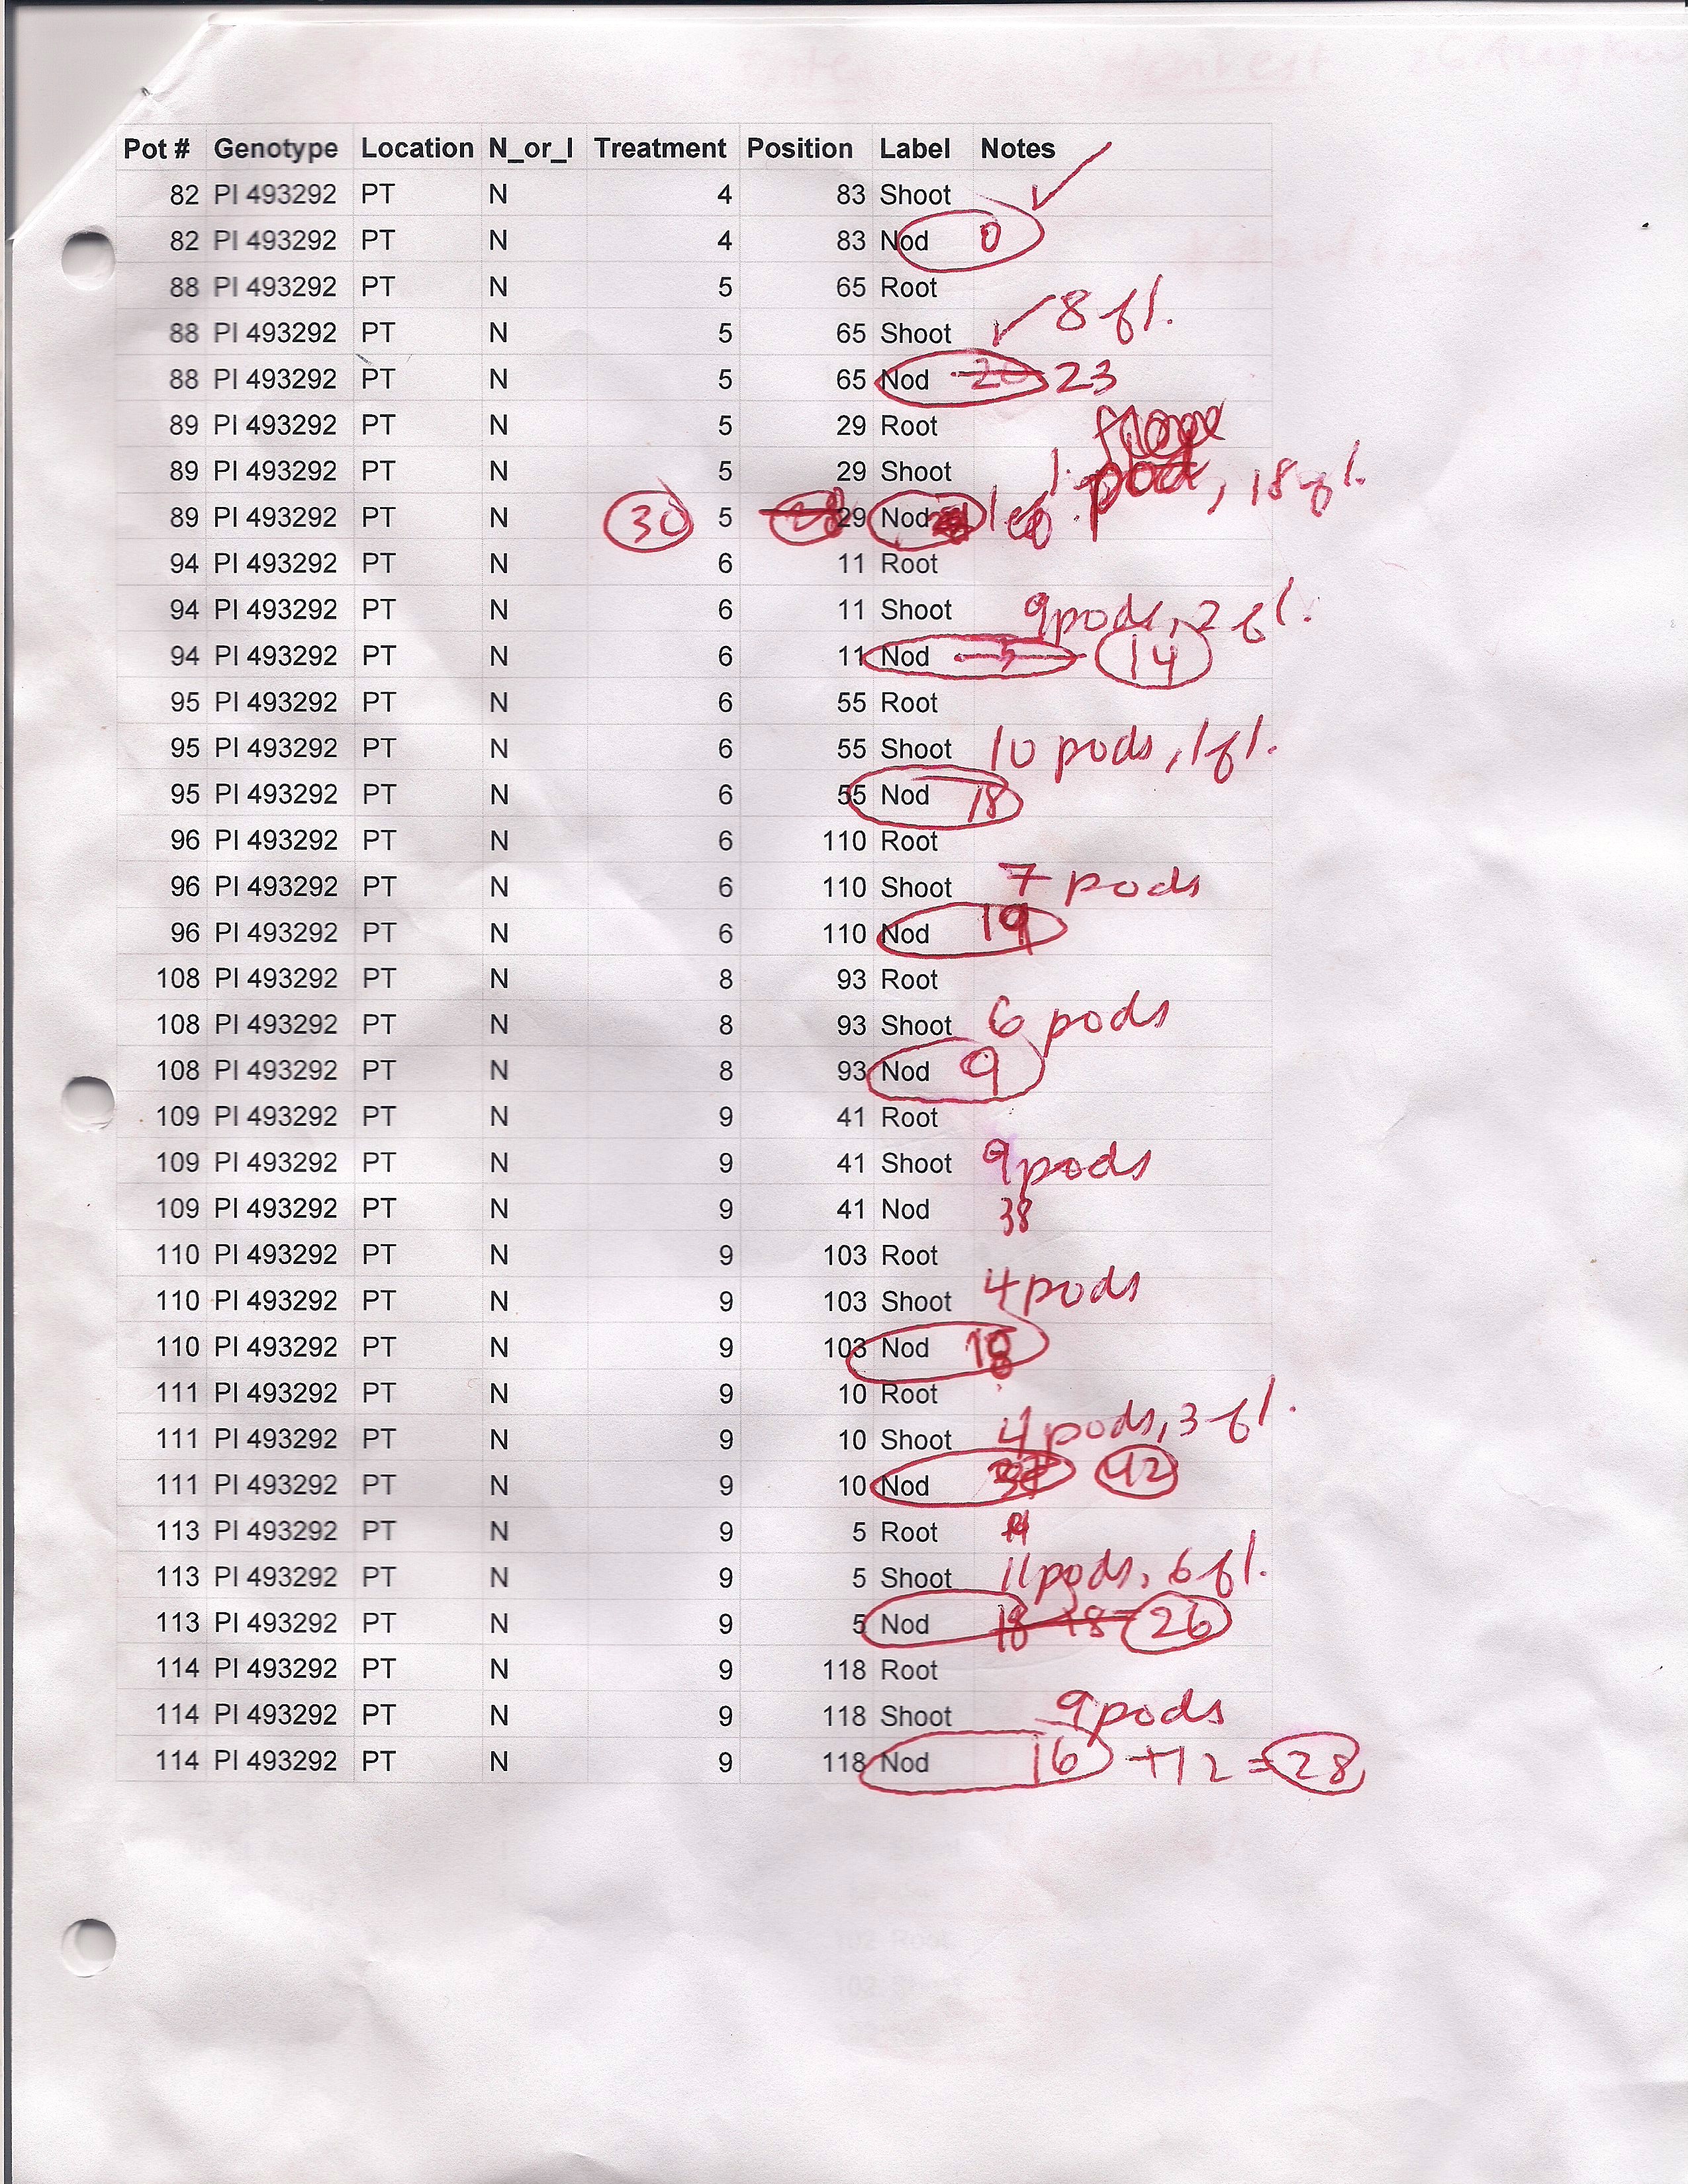 Pot # Genotype Location N_or_I Treatment Position Label Notes
82 PI 493292 PT N 4 83 Shoot
82 PI 493292 PT N 4 83 Nod 0
88 PI 493292 PT N 5 65 Root
88 PI 493292 PT N 5 65 Shoot 8 fl.
88 PI 493292 PT N 5 65 Nod 20 23
89 PI 493292 PT N 5 29 Root
89 PI 493292 PT N 5 29 Shoot 1 pod, 18 fl.
89 PI 493292 PT N 30 5 29 Nod
94 PI 493292 PT N 6 11 Root
94 PI 493292 PT N 6 11 Shoot 9 pods, 2 fl.
94 PI 493292 PT N 6 11 Nod 5 14
95 PI 493292 PT N 6 55 Root
95 PI 493292 PT N 6 55 Shoot 10 pods, 1 fl.
95 PI 493292 PT N 6 55 Nod 18
96 PI 493292 PT N 6 110 Root
96 PI 493292 PT N 6 110 Shoot 7 pods
96 PI 493292 PT N 6 110 Nod 19
108 PI 493292 PT N 8 93 Root
108 PI 493292 PT N 8 93 Shoot 6 pods
108 PI 493292 PT N 8 93 Nod 9
109 PI 493292 PT N 9 41 Root
109 PI 493292 PT N 9 41 Shoot 9 pods
109 PI 493292 PT N 9 41 Nod 38
110 PI 493292 PT N 9 103 Root
110 PI 493292 PT N 9 103 Shoot 4 pods
110 PI 493292 PT N 9 103 Nod 18
111 PI 493292 PT N 9 10 Root
111 PI 493292 PT N 9 10 Shoot 4 pods, 3 fl.
111 PI 493292 PT N 9 10 Nod 42
113 PI 493292 PT N 9 5 Root
113 PI 493292 PT N 9 5 Shoot 11 pods, 6 fl.
113 PI 493292 PT N 9 5 Nod 18 18 26
114 PI 493292 PT N 9 118 Root
114 PI 493292 PT N 9 118 Shoot 9 pods
114 PI 493292 PT N 9 118 Nod 16 +12 = 28